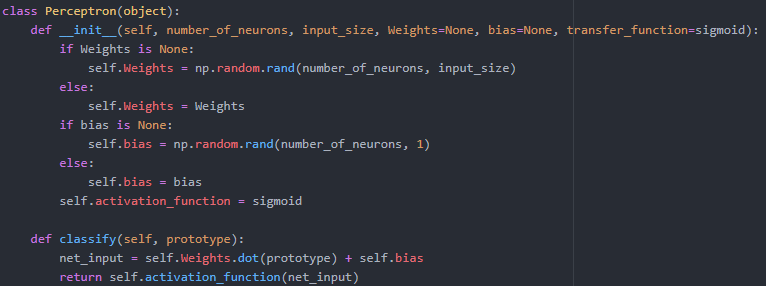 class Perceptron(object):
    def __init__(self, number_of_neurons, input_size, Weights=None, bias=None, transfer_function=sigmoid):
        if Weights is None:
            self.Weights = np.random.rand(number_of_neurons, input_size)
        else:
            self.Weights = Weights
        if bias is None:
            self.bias = np.random.rand(number_of_neurons, 1)
        else:
            self.bias = bias
        self.activation_function = sigmoid

    def classify(self, prototype):
        net_input = self.Weights.dot(prototype) + self.bias
        return self.activation_function(net_input)